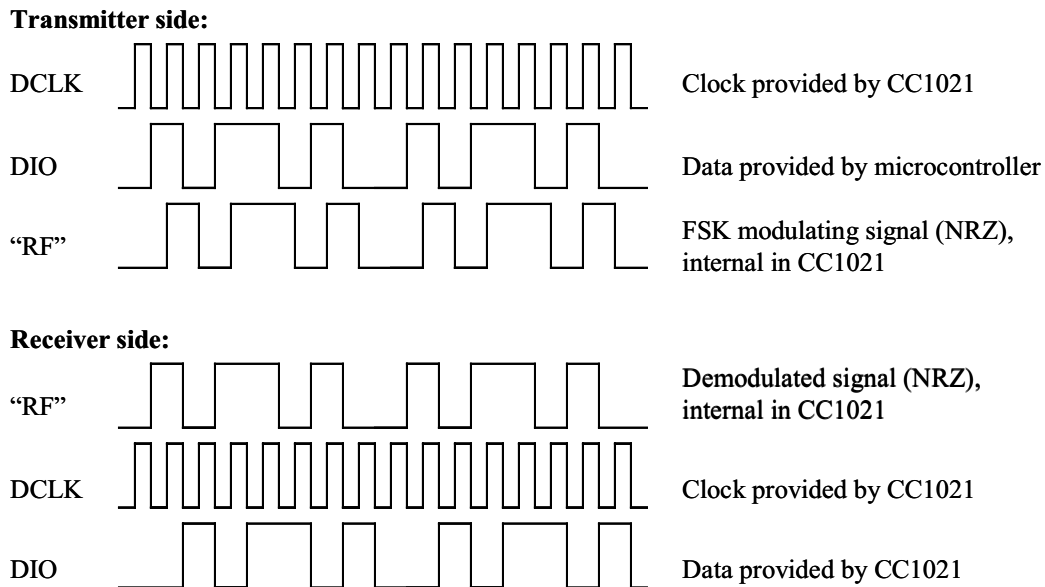 Transmitter side:
DCLK
Clock provided by CC1021
DIO
Data provided by microcontroller
“RF”
FSK modulating signal (NRZ),
internal in CC1021
Receiver side:
“RF”
Demodulated signal (NRZ),
internal in CC1021
DCLK
Clock provided by CC1021
DIO
Data provided by CC1021